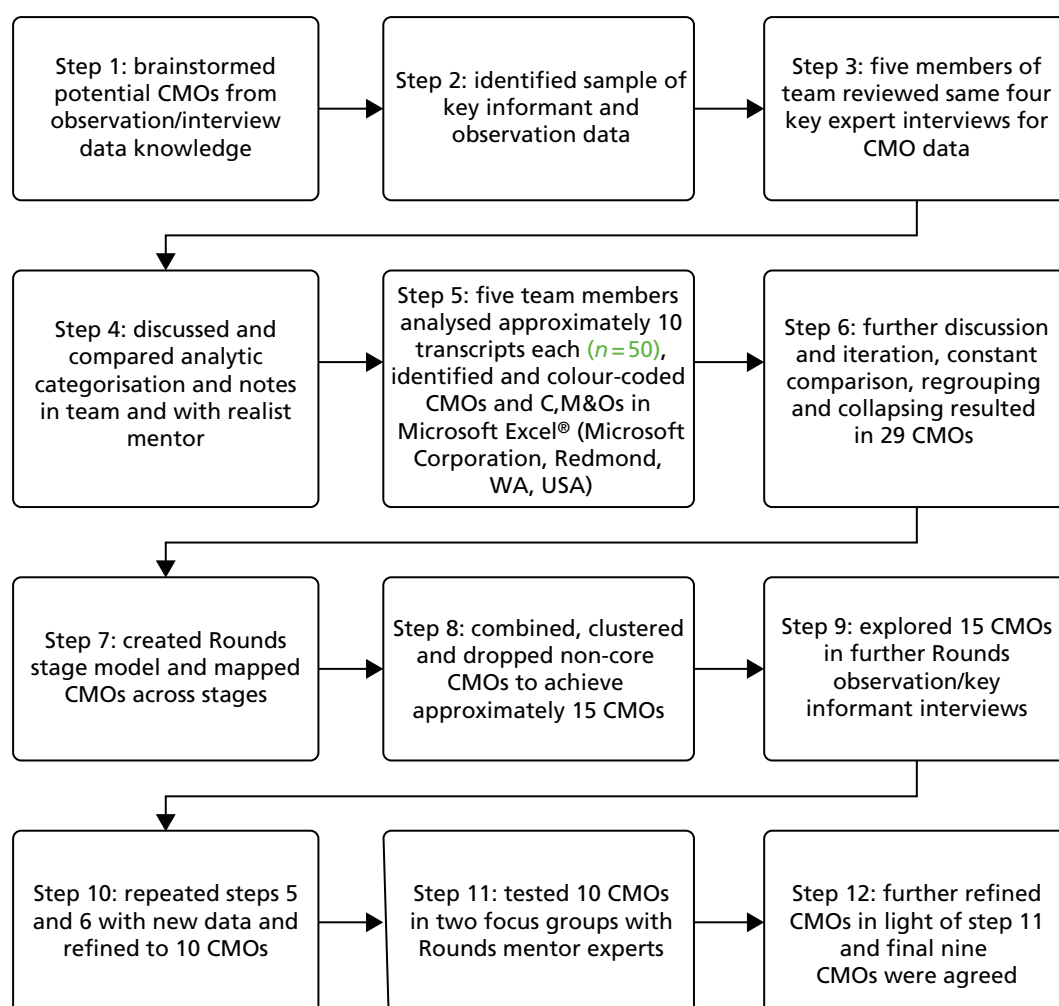 Step 1: brainstormed
potential CMOs from
observation/interview
data knowledge
Step 2: identified sample of
key informant and
observation data
Step 3: five members of
team reviewed same four
key expert interviews for
CMO data
Step 4: discussed and
compared analytic
categorisation and notes
in team and with realist
mentor
Step 5: five team members
analysed approximately 10
transcripts each (n=50),
identified and colour-coded
CMOs and C,M&Os in
Microsoft Excel® (Microsoft
Corporation, Redmond,
WA, USA)
Step 6: further discussion
and iteration, constant
comparison, regrouping
and collapsing resulted
in 29 CMOs
Step 7: created Rounds
stage model and mapped
CMOs across stages
Step 8: combined, clustered
and dropped non-core
CMOs to achieve
approximately 15 CMOs
Step 9: explored 15 CMOs
in further Rounds
observation/key
informant interviews
Step 10: repeated steps 5
and 6 with new data and
refined to 10 CMOs
Step 11: tested 10 CMOs
in two focus groups with
Rounds mentor experts
Step 12: further refined
CMOs in light of step 11
and final nine
CMOs were agreed